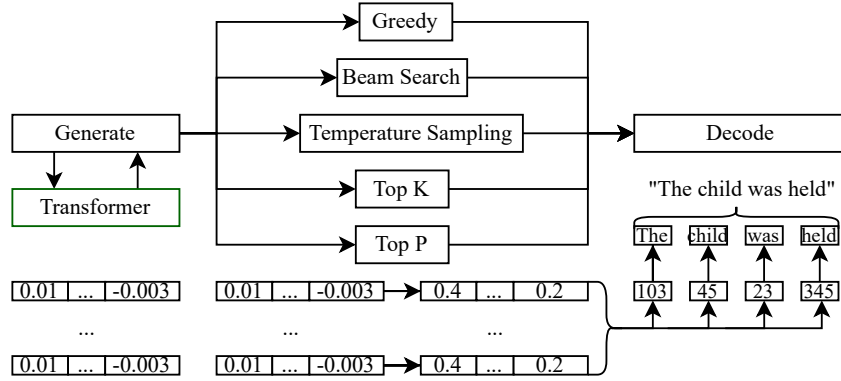 Greedy
Beam Search
Generate
Temperature Sampling
Decode
Transformer
Top K
"The child was held"
Top P
The child was held
0.01 ... -0.003 0.01 ... -0.003 0.4 ... 0.2 103 45 23 345
... ... ...
0.01 ... -0.003 0.01 ... -0.003 0.4 ... 0.2